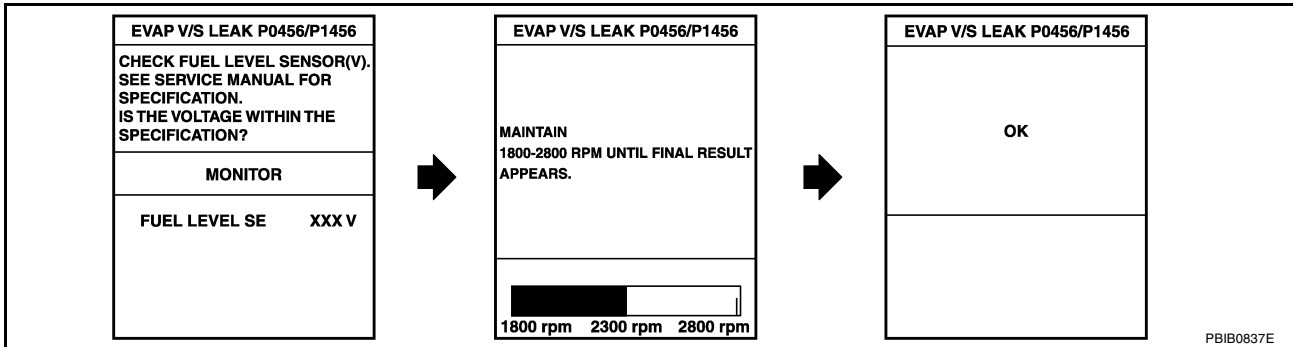 EVAP V/S LEAK P0456/P1456
CHECK FUEL LEVEL SENSOR(V).
SEE SERVICE MANUAL FOR
SPECIFICATION.
IS THE VOLTAGE WITHIN THE
SPECIFICATION?
MONITOR
FUEL LEVEL SE XXX V
EVAP V/S LEAK P0456/P1456
MAINTAIN
1800-2800 RPM UNTIL FINAL RESULT
APPEARS.
1800 rpm 2300 rpm 2800 rpm
EVAP V/S LEAK P0456/P1456
OK
PBIB0837E